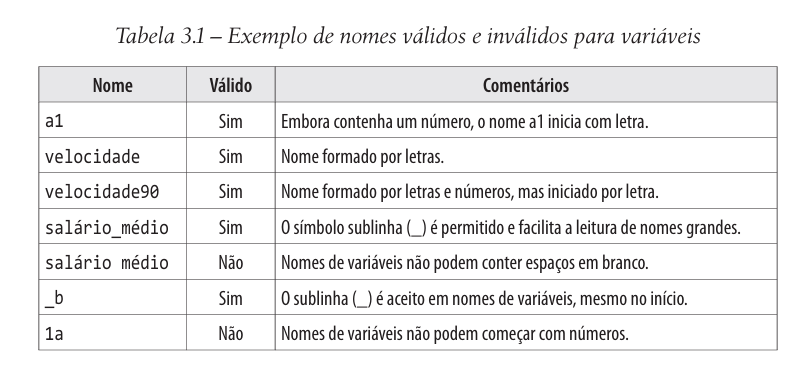 Tabela 3.1 – Exemplo de nomes válidos e inválidos para variáveis
Nome Válido Comentários
a1 Sim Embora contenha um número, o nome a1 inicia com letra.
velocidade Sim Nome formado por letras.
velocidade90 Sim Nome formado por letras e números, mas iniciado por letra.
salário_médio Sim O símbolo sublinha (_) é permitido e facilita a leitura de nomes grandes.
salário médio Não Nomes de variáveis não podem conter espaços em branco.
_b Sim O sublinha (_) é aceito em nomes de variáveis, mesmo no início.
1a Não Nomes de variáveis não podem começar com números.